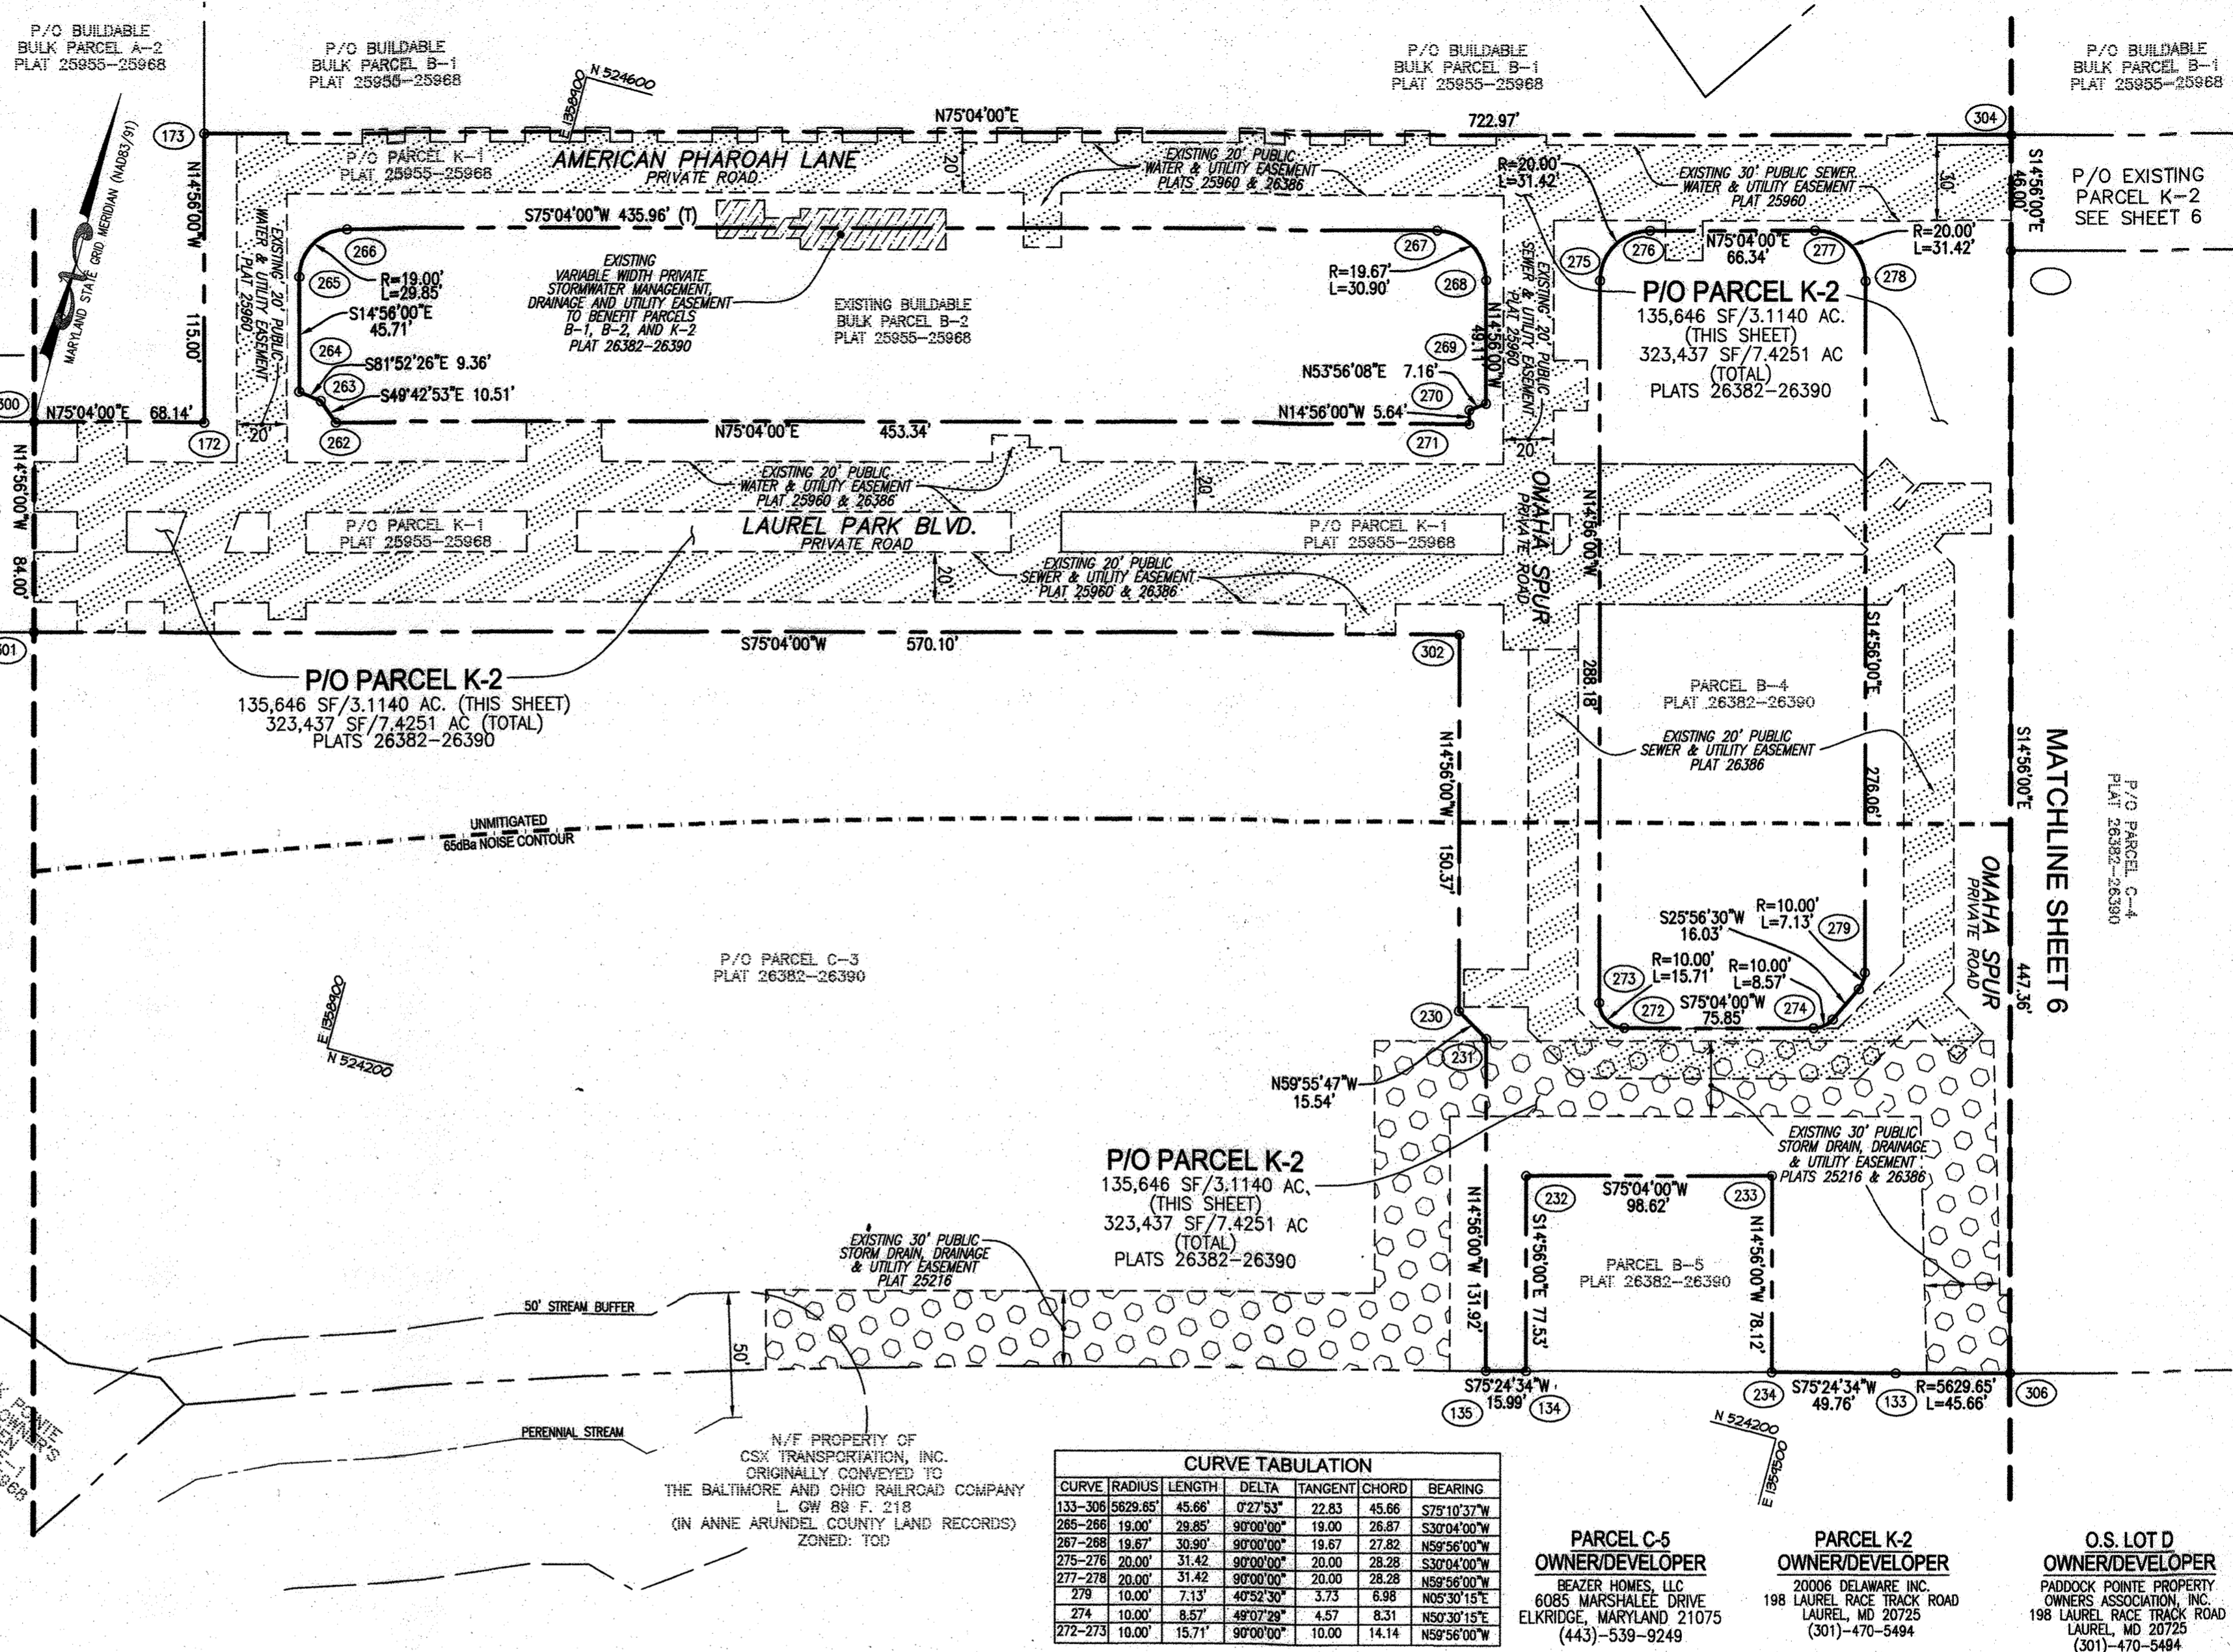 P/O BUILDABLE
BULK PARCEL A-2
PLAT 25955-25968
P/O BUILDABLE
BULK PARCEL B-1
PLAT 25955-25968
E 1358400
N 524600
P/O BUILDABLE
BULK PARCEL B-1
PLAT 25955-25968
P/O BUILDABLE
BULK PARCEL B-1
PLAT 25955-25968
MARYLAND STATE GRID MERIDIAN (NAD83/91)
173
N75°04'00"E
722.97'
304
P/O PARCEL K-1
PLAT 25955-25968
AMERICAN PHAROAH LANE
PRIVATE ROAD
20'
EXISTING 20' PUBLIC
WATER & UTILITY EASEMENT
PLATS 25960 & 26386
R=20.00'
L=31.42'
EXISTING 30' PUBLIC SEWER
WATER & UTILITY EASEMENT
PLAT 25960
30'
S14°56'00"E
46.00'
P/O EXISTING
PARCEL K-2
SEE SHEET 6
N14°56'00"W
115.00'
EXISTING 20' PUBLIC
WATER & UTILITY EASEMENT
PLAT 25960
20'
S75°04'00"W 435.96' (T)
266
265
R=19.00'
L=29.85'
S14°56'00"E
45.71'
264
S81°52'26"E 9.36'
263
S49°42'53"E 10.51'
262
EXISTING
VARIABLE WIDTH PRIVATE
STORMWATER MANAGEMENT,
DRAINAGE AND UTILITY EASEMENT
TO BENEFIT PARCELS
B-1, B-2, AND K-2
PLAT 26382-26390
EXISTING BUILDABLE
BULK PARCEL B-2
PLAT 25955-25968
267
R=19.67'
L=30.90'
268
N14°56'00"W
49.11'
269
N53°56'08"E 7.16'
270
N14°56'00"W 5.64'
271
EXISTING 20' PUBLIC
SEWER & UTILITY EASEMENT
PLAT 25960
20'
275
276
N75°04'00"E
66.34'
277
R=20.00'
L=31.42'
278
P/O PARCEL K-2
135,646 SF/3.1140 AC.
(THIS SHEET)
323,437 SF/7.4251 AC
(TOTAL)
PLATS 26382-26390
300
N75°04'00"E 68.14'
172
N75°04'00"E
453.34'
N14°56'00"W
84.00'
EXISTING 20' PUBLIC
WATER & UTILITY EASEMENT
PLAT 25960 & 26386
20'
P/O PARCEL K-1
PLAT 25955-25968
LAUREL PARK BLVD.
PRIVATE ROAD
P/O PARCEL K-1
PLAT 25955-25968
OMAHA SPUR
PRIVATE ROAD
N14°56'00"W
288.18'
20'
EXISTING 20' PUBLIC
SEWER & UTILITY EASEMENT
PLAT 25960 & 26386
301
S75°04'00"W
570.10'
302
P/O PARCEL K-2
135,646 SF/3.1140 AC. (THIS SHEET)
323,437 SF/7.4251 AC (TOTAL)
PLATS 26382-26390
S14°56'00"E
276.06'
PARCEL B-4
PLAT 26382-26390
EXISTING 20' PUBLIC
SEWER & UTILITY EASEMENT
PLAT 26386
N14°56'00"W
150.37'
S14°56'00"E
447.36'
MATCHLINE SHEET 6
P/O PARCEL C-4
PLAT 26382-26390
UNMITIGATED
65dBa NOISE CONTOUR
OMAHA SPUR
PRIVATE ROAD
P/O PARCEL C-3
PLAT 26382-26390
E 1358400
N 524200
S25°56'30"W
16.03'
R=10.00'
L=7.13'
279
R=10.00'
L=15.71'
R=10.00'
L=8.57'
273
272
S75°04'00"W
75.85'
274
230
231
N59°55'47"W
15.54'
P/O PARCEL K-2
135,646 SF/3.1140 AC.
(THIS SHEET)
323,437 SF/7.4251 AC
(TOTAL)
PLATS 26382-26390
EXISTING 30' PUBLIC
STORM DRAIN, DRAINAGE
& UTILITY EASEMENT
PLATS 25216 & 26386
N14°56'00"W 131.92'
232
S75°04'00"W
98.62'
233
S14°56'00"E 77.53'
N14°56'00"W 78.12'
PARCEL B-5
PLAT 26382-26390
EXISTING 30' PUBLIC
STORM DRAIN, DRAINAGE
& UTILITY EASEMENT
PLAT 25216
50' STREAM BUFFER
50'
PERENNIAL STREAM
S75°24'34"W
15.99'
135
134
234
S75°24'34"W
49.76'
133
R=5629.65'
L=45.66'
306
N 524200
E 1359500
N/F PROPERTY OF
CSX TRANSPORTATION, INC.
ORIGINALLY CONVEYED TO
THE BALTIMORE AND OHIO RAILROAD COMPANY
L. GW 89 F. 218
(IN ANNE ARUNDEL COUNTY LAND RECORDS)
ZONED: TOD
CURVE TABULATION
CURVE RADIUS LENGTH DELTA TANGENT CHORD BEARING
133-306 5629.65' 45.66' 0°27'53" 22.83 45.66 S75°10'37"W
265-266 19.00' 29.85' 90°00'00" 19.00 26.87 S30°04'00"W
267-268 19.67' 30.90' 90°00'00" 19.67 27.82 N59°56'00"W
275-276 20.00' 31.42 90°00'00" 20.00 28.28 S30°04'00"W
277-278 20.00' 31.42 90°00'00" 20.00 28.28 N59°56'00"W
279 10.00' 7.13' 40°52'30" 3.73 6.98 N05°30'15"E
274 10.00' 8.57' 49°07'29" 4.57 8.31 N50°30'15"E
272-273 10.00' 15.71' 90°00'00" 10.00 14.14 N59°56'00"W
PARCEL C-5
OWNER/DEVELOPER
BEAZER HOMES, LLC
6085 MARSHALEE DRIVE
ELKRIDGE, MARYLAND 21075
(443)-539-9249
PARCEL K-2
OWNER/DEVELOPER
20006 DELAWARE INC.
198 LAUREL RACE TRACK ROAD
LAUREL, MD 20725
(301)-470-5494
O.S. LOT D
OWNER/DEVELOPER
PADDOCK POINTE PROPERTY
OWNERS ASSOCIATION, INC.
198 LAUREL RACE TRACK ROAD
LAUREL, MD 20725
(301)-470-5494